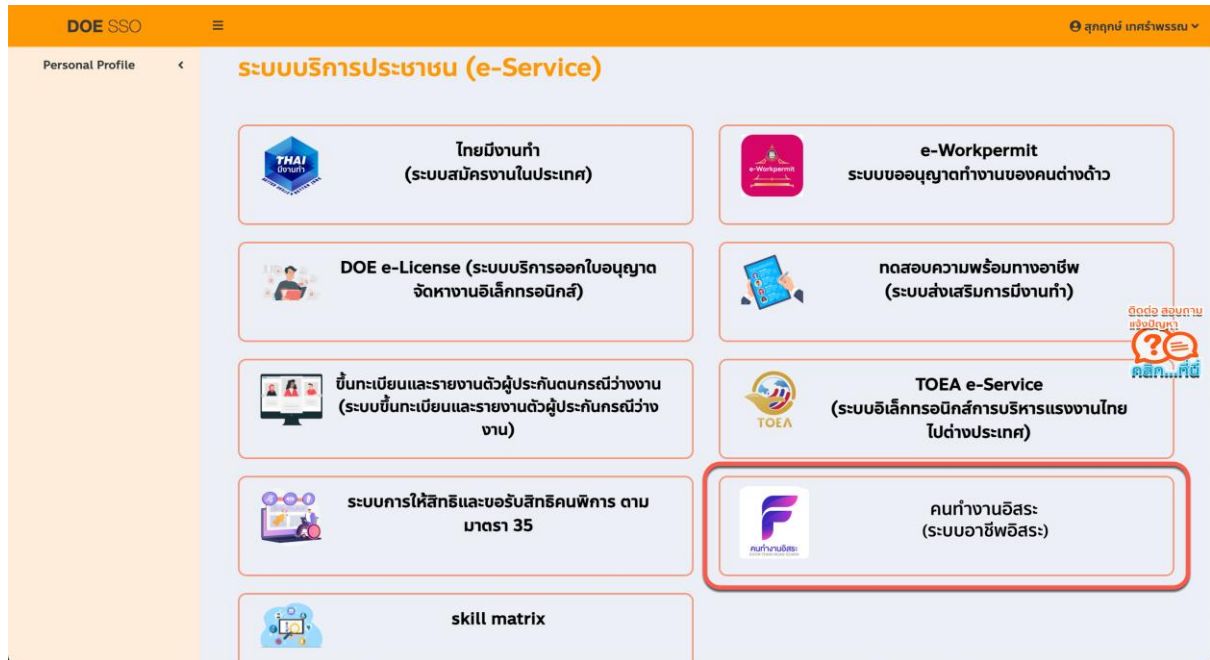 DOE SSO
สุกฤกษ์ เกศรำพรรณ
Personal Profile
ระบบบริการประชาชน (e-Service)
THAI
มีงานทำ
ไทยมีงานทำ
(ระบบสมัครงานในประเทศ)
e-Workpermit
e-Workpermit
ระบบขออนุญาตทำงานของคนต่างด้าว
DOE e-License (ระบบบริการออกใบอนุญาต
จัดหางานอิเล็กทรอนิกส์)
ทดสอบความพร้อมทางอาชีพ
(ระบบส่งเสริมการมีงานทำ)
ติดต่อ สอบถาม
แจ้งปัญหา
คลิก...ที่นี่
ขึ้นทะเบียนและรายงานตัวผู้ประกันตนกรณีว่างงาน
(ระบบขึ้นทะเบียนและรายงานตัวผู้ประกันกรณีว่าง
งาน)
TOEA
TOEA e-Service
(ระบบอิเล็กทรอนิกส์การบริหารแรงงานไทย
ไปต่างประเทศ)
ระบบการให้สิทธิและขอรับสิทธิคนพิการ ตาม
มาตรา 35
คนทำงานอิสระ
คนทำงานอิสระ
(ระบบอาชีพอิสระ)
skill matrix